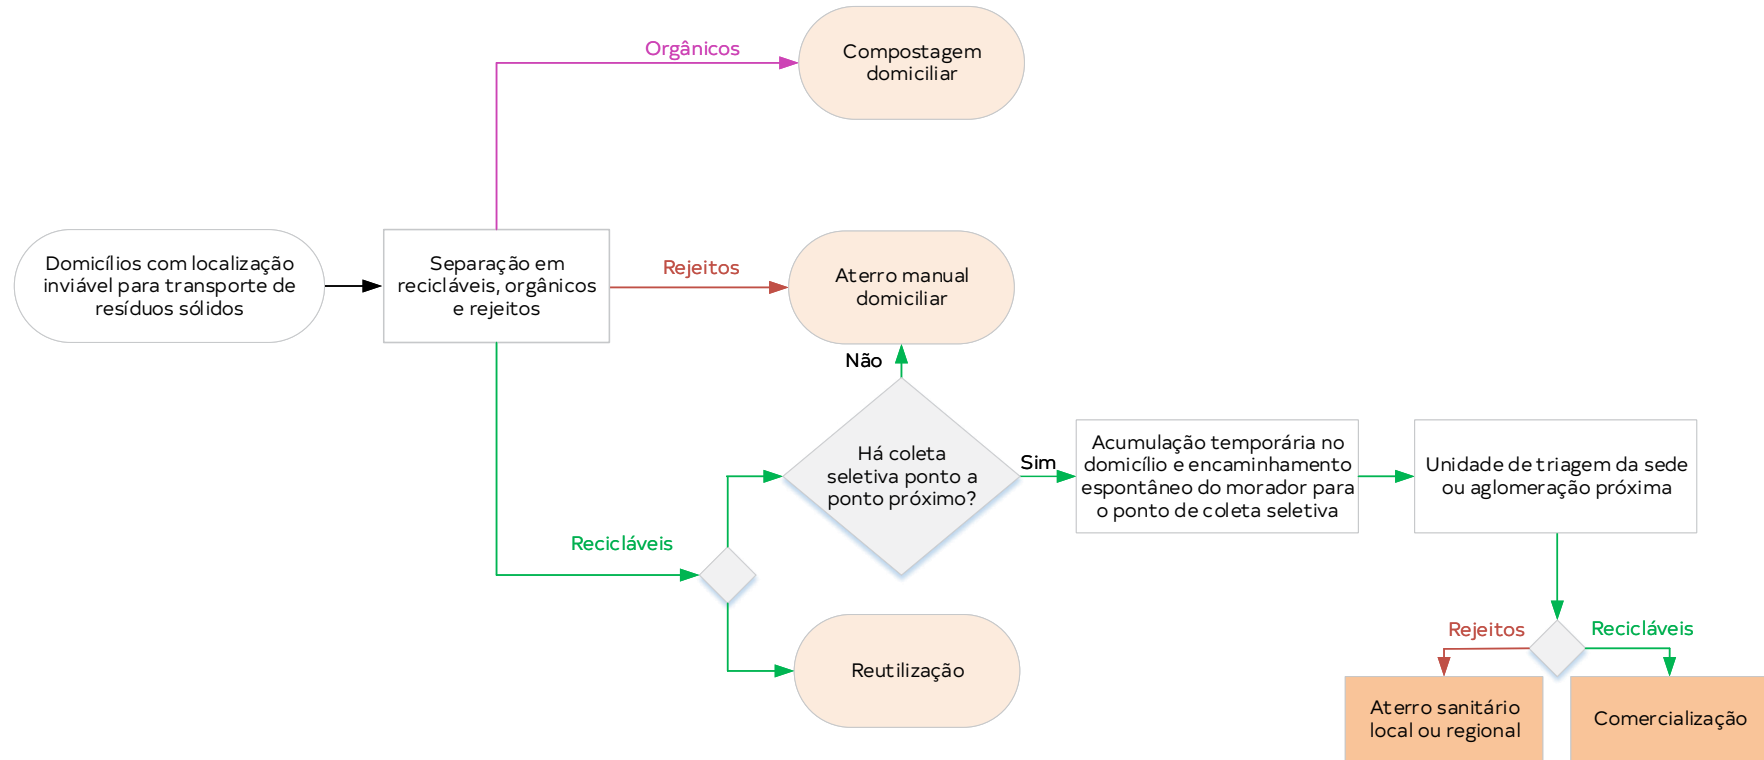 Orgânicos
Compostagem
domiciliar
Domicílios com localização
inviável para transporte de
resíduos sólidos
Separação em
recicláveis, orgânicos
e rejeitos
Rejeitos
Aterro manual
domiciliar
Não
Há coleta
seletiva ponto a
ponto próximo?
Sim
Acumulação temporária no
domicílio e encaminhamento
espontâneo do morador para
o ponto de coleta seletiva
Unidade de triagem da sede
ou aglomeração próxima
Recicláveis
Reutilização
Rejeitos
Recicláveis
Aterro sanitário
local ou regional
Comercialização